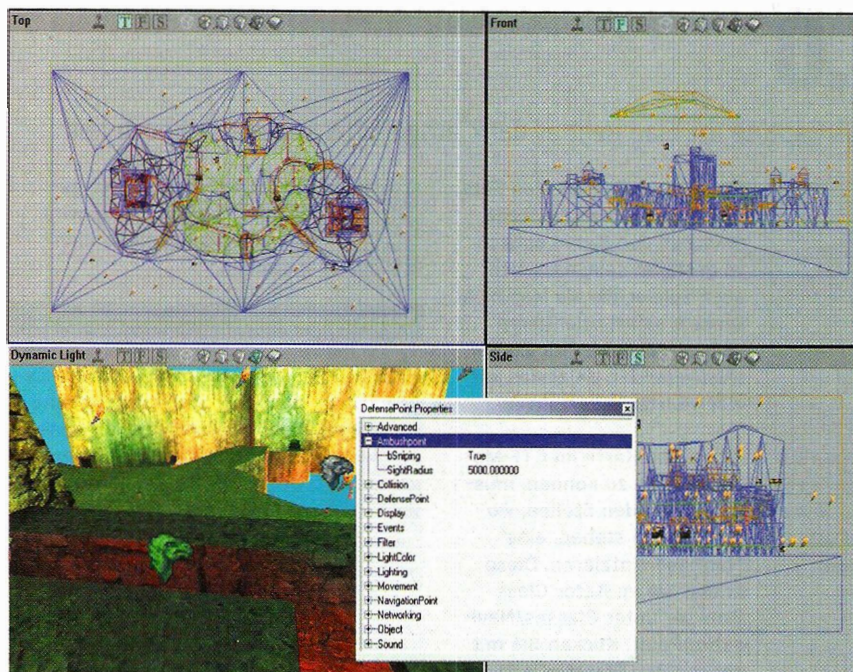 Top
T F S
Front
T F S
Dynamic Light
T F S
Side
T F S
DefensePoint Properties
Advanced
Ambushpoint
bSniping True
SightRadius 5000.000000
Collision
DefensePoint
Display
Events
Filter
LightColor
Lighting
Movement
NavigationPoint
Networking
Object
Sound